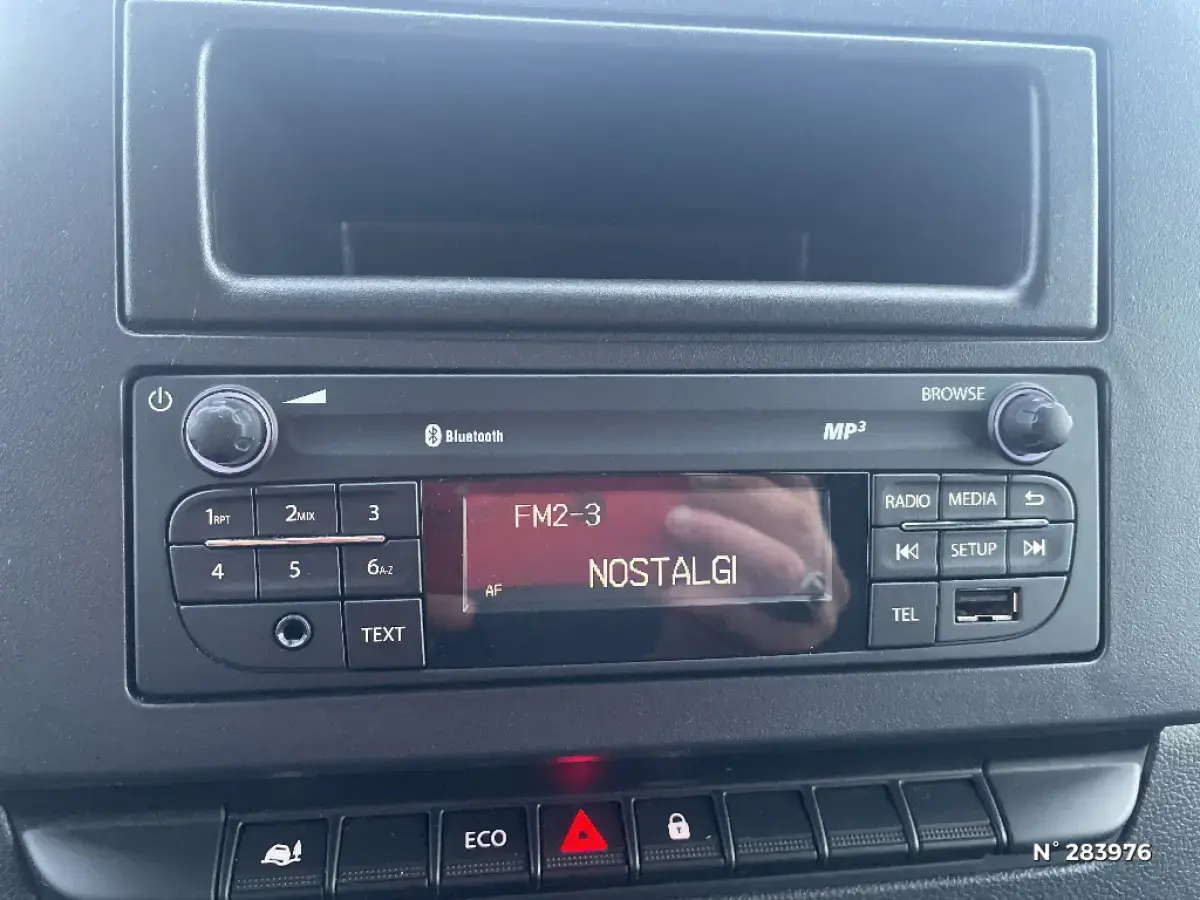 BROWSE
Bluetooth
MP3
1RPT 2MIX 3
4 5 6A-Z
TEXT
FM2-3
NOSTALGI
AF
RADIO MEDIA
SETUP
TEL
ECO
N° 283976